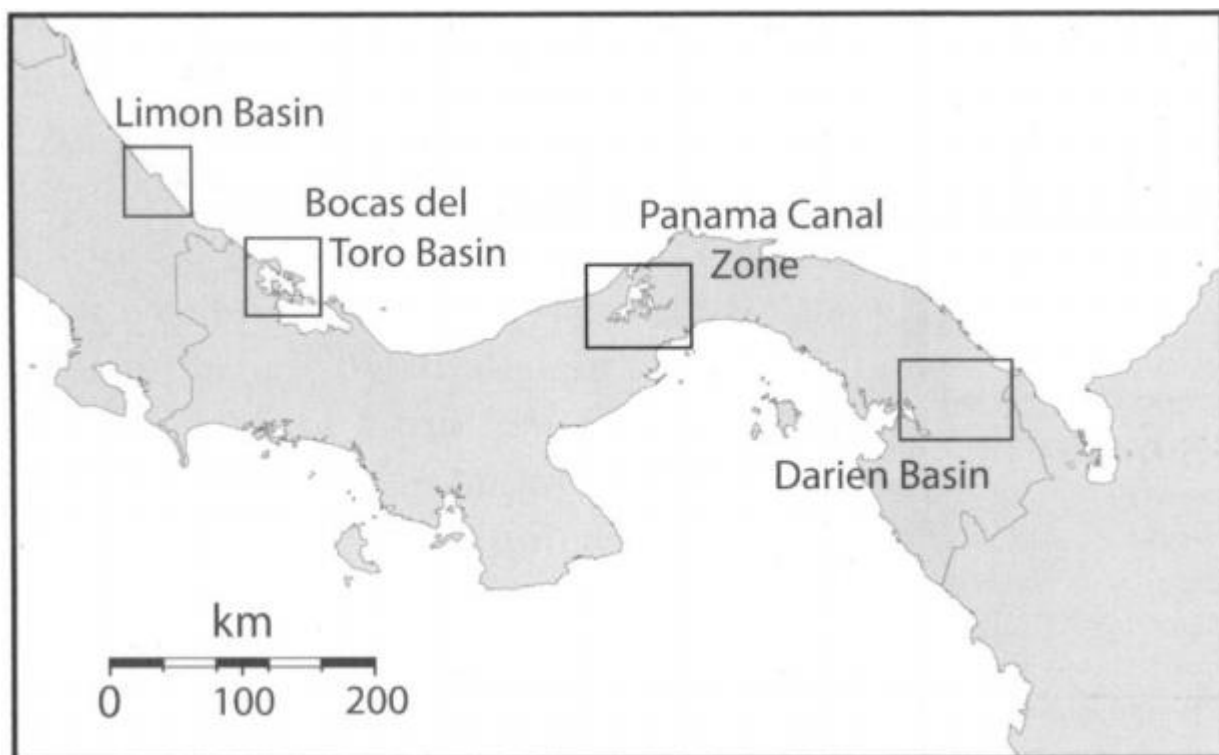 Limon Basin
Bocas del
Toro Basin
Panama Canal
Zone
Darien Basin
km
0 100 200